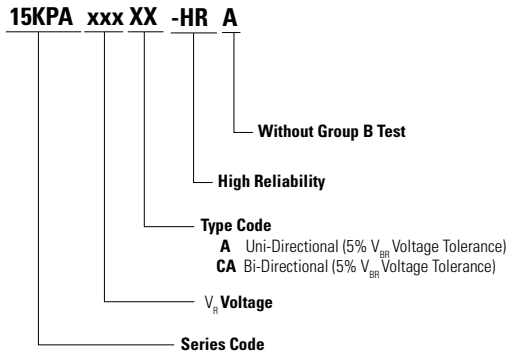 15KPA xxx XX -HR A
Without Group B Test
High Reliability
Type Code
A Uni-Directional (5% VBR Voltage Tolerance)
CA Bi-Directional (5% VBR Voltage Tolerance)
VR Voltage
Series Code